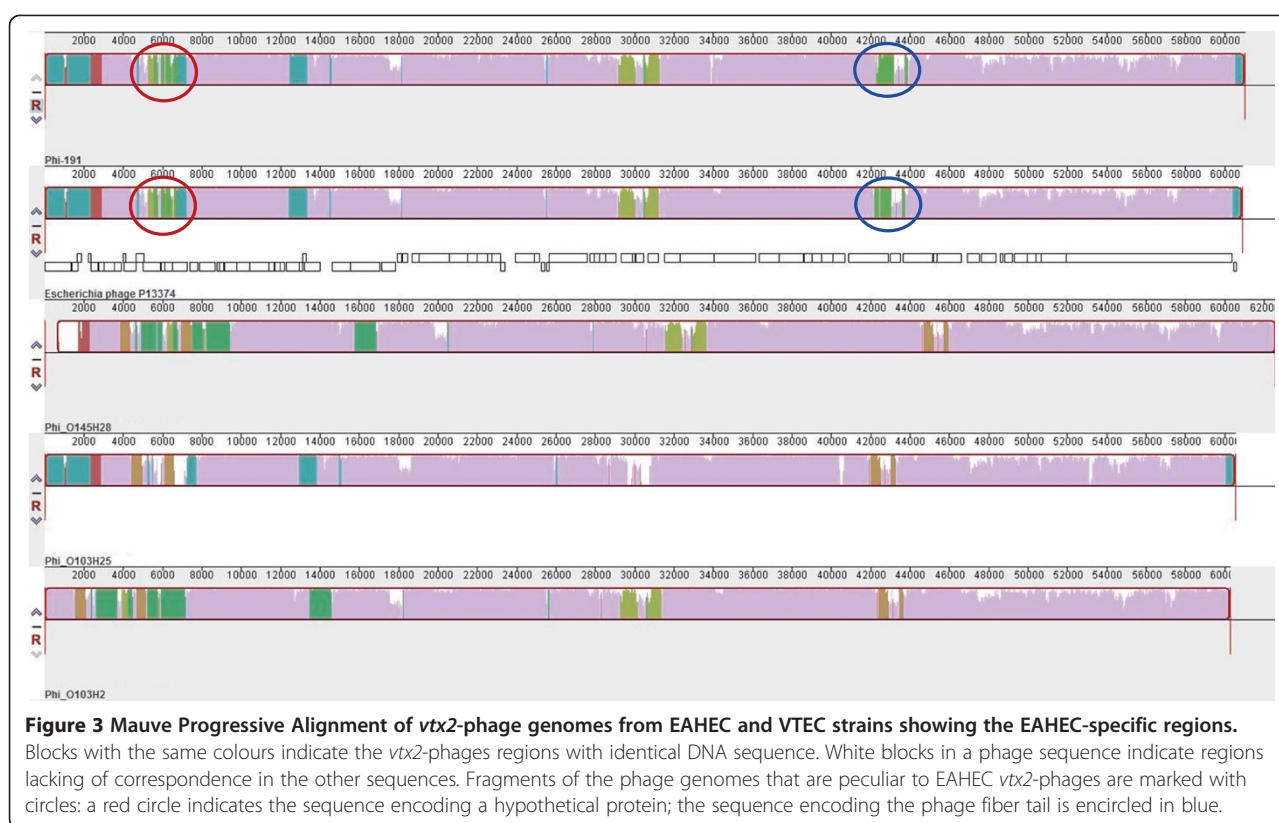 2000 4000 6000 8000 10000 12000 14000 16000 18000 20000 22000 24000 26000 28000 30000 32000 34000 36000 38000 40000 42000 44000 46000 48000 50000 52000 54000 56000 58000 60000
R
Phi-191
2000 4000 6000 8000 10000 12000 14000 16000 18000 20000 22000 24000 26000 28000 30000 32000 34000 36000 38000 40000 42000 44000 46000 48000 50000 52000 54000 56000 58000 60000
R
Escherichia phage P13374
2000 4000 6000 8000 10000 12000 14000 16000 18000 20000 22000 24000 26000 28000 30000 32000 34000 36000 38000 40000 42000 44000 46000 48000 50000 52000 54000 56000 58000 60000 62000
R
Phi_O145H28
2000 4000 6000 8000 10000 12000 14000 16000 18000 20000 22000 24000 26000 28000 30000 32000 34000 36000 38000 40000 42000 44000 46000 48000 50000 52000 54000 56000 58000 60000
R
Phi_O103H25
2000 4000 6000 8000 10000 12000 14000 16000 18000 20000 22000 24000 26000 28000 30000 32000 34000 36000 38000 40000 42000 44000 46000 48000 50000 52000 54000 56000 58000 6000
R
Phi_O103H2
Figure 3 Mauve Progressive Alignment of vtx2-phage genomes from EAHEC and VTEC strains showing the EAHEC-specific regions.
Blocks with the same colours indicate the vtx2-phages regions with identical DNA sequence. White blocks in a phage sequence indicate regions
lacking of correspondence in the other sequences. Fragments of the phage genomes that are peculiar to EAHEC vtx2-phages are marked with
circles: a red circle indicates the sequence encoding a hypothetical protein; the sequence encoding the phage fiber tail is encircled in blue.